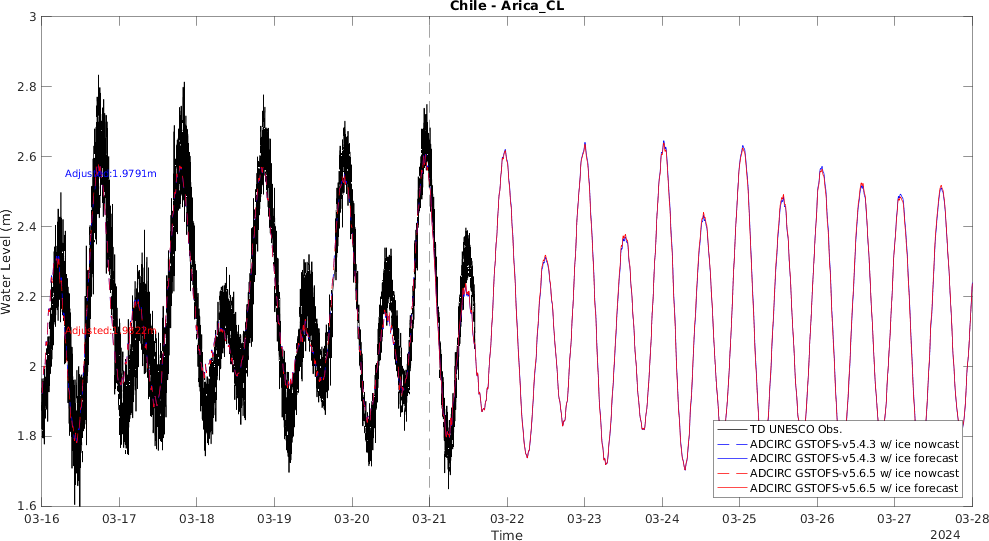 Chile - Arica_CL
3
2.8
2.6
2.4
2.2
2
1.8
1.6
Water Level (m)
Adjusted:1.9791m
03-16
03-17
03-18
03-19
03-20
03-21
03-22
03-23
03-24
03-25
03-26
03-27
03-28
Time
2024
TD UNESCO Obs.
ADCIRC GSTOFS-v5.4.3 w/ ice nowcast
ADCIRC GSTOFS-v5.4.3 w/ ice forecast
ADCIRC GSTOFS-v5.6.5 w/ ice nowcast
ADCIRC GSTOFS-v5.6.5 w/ ice forecast